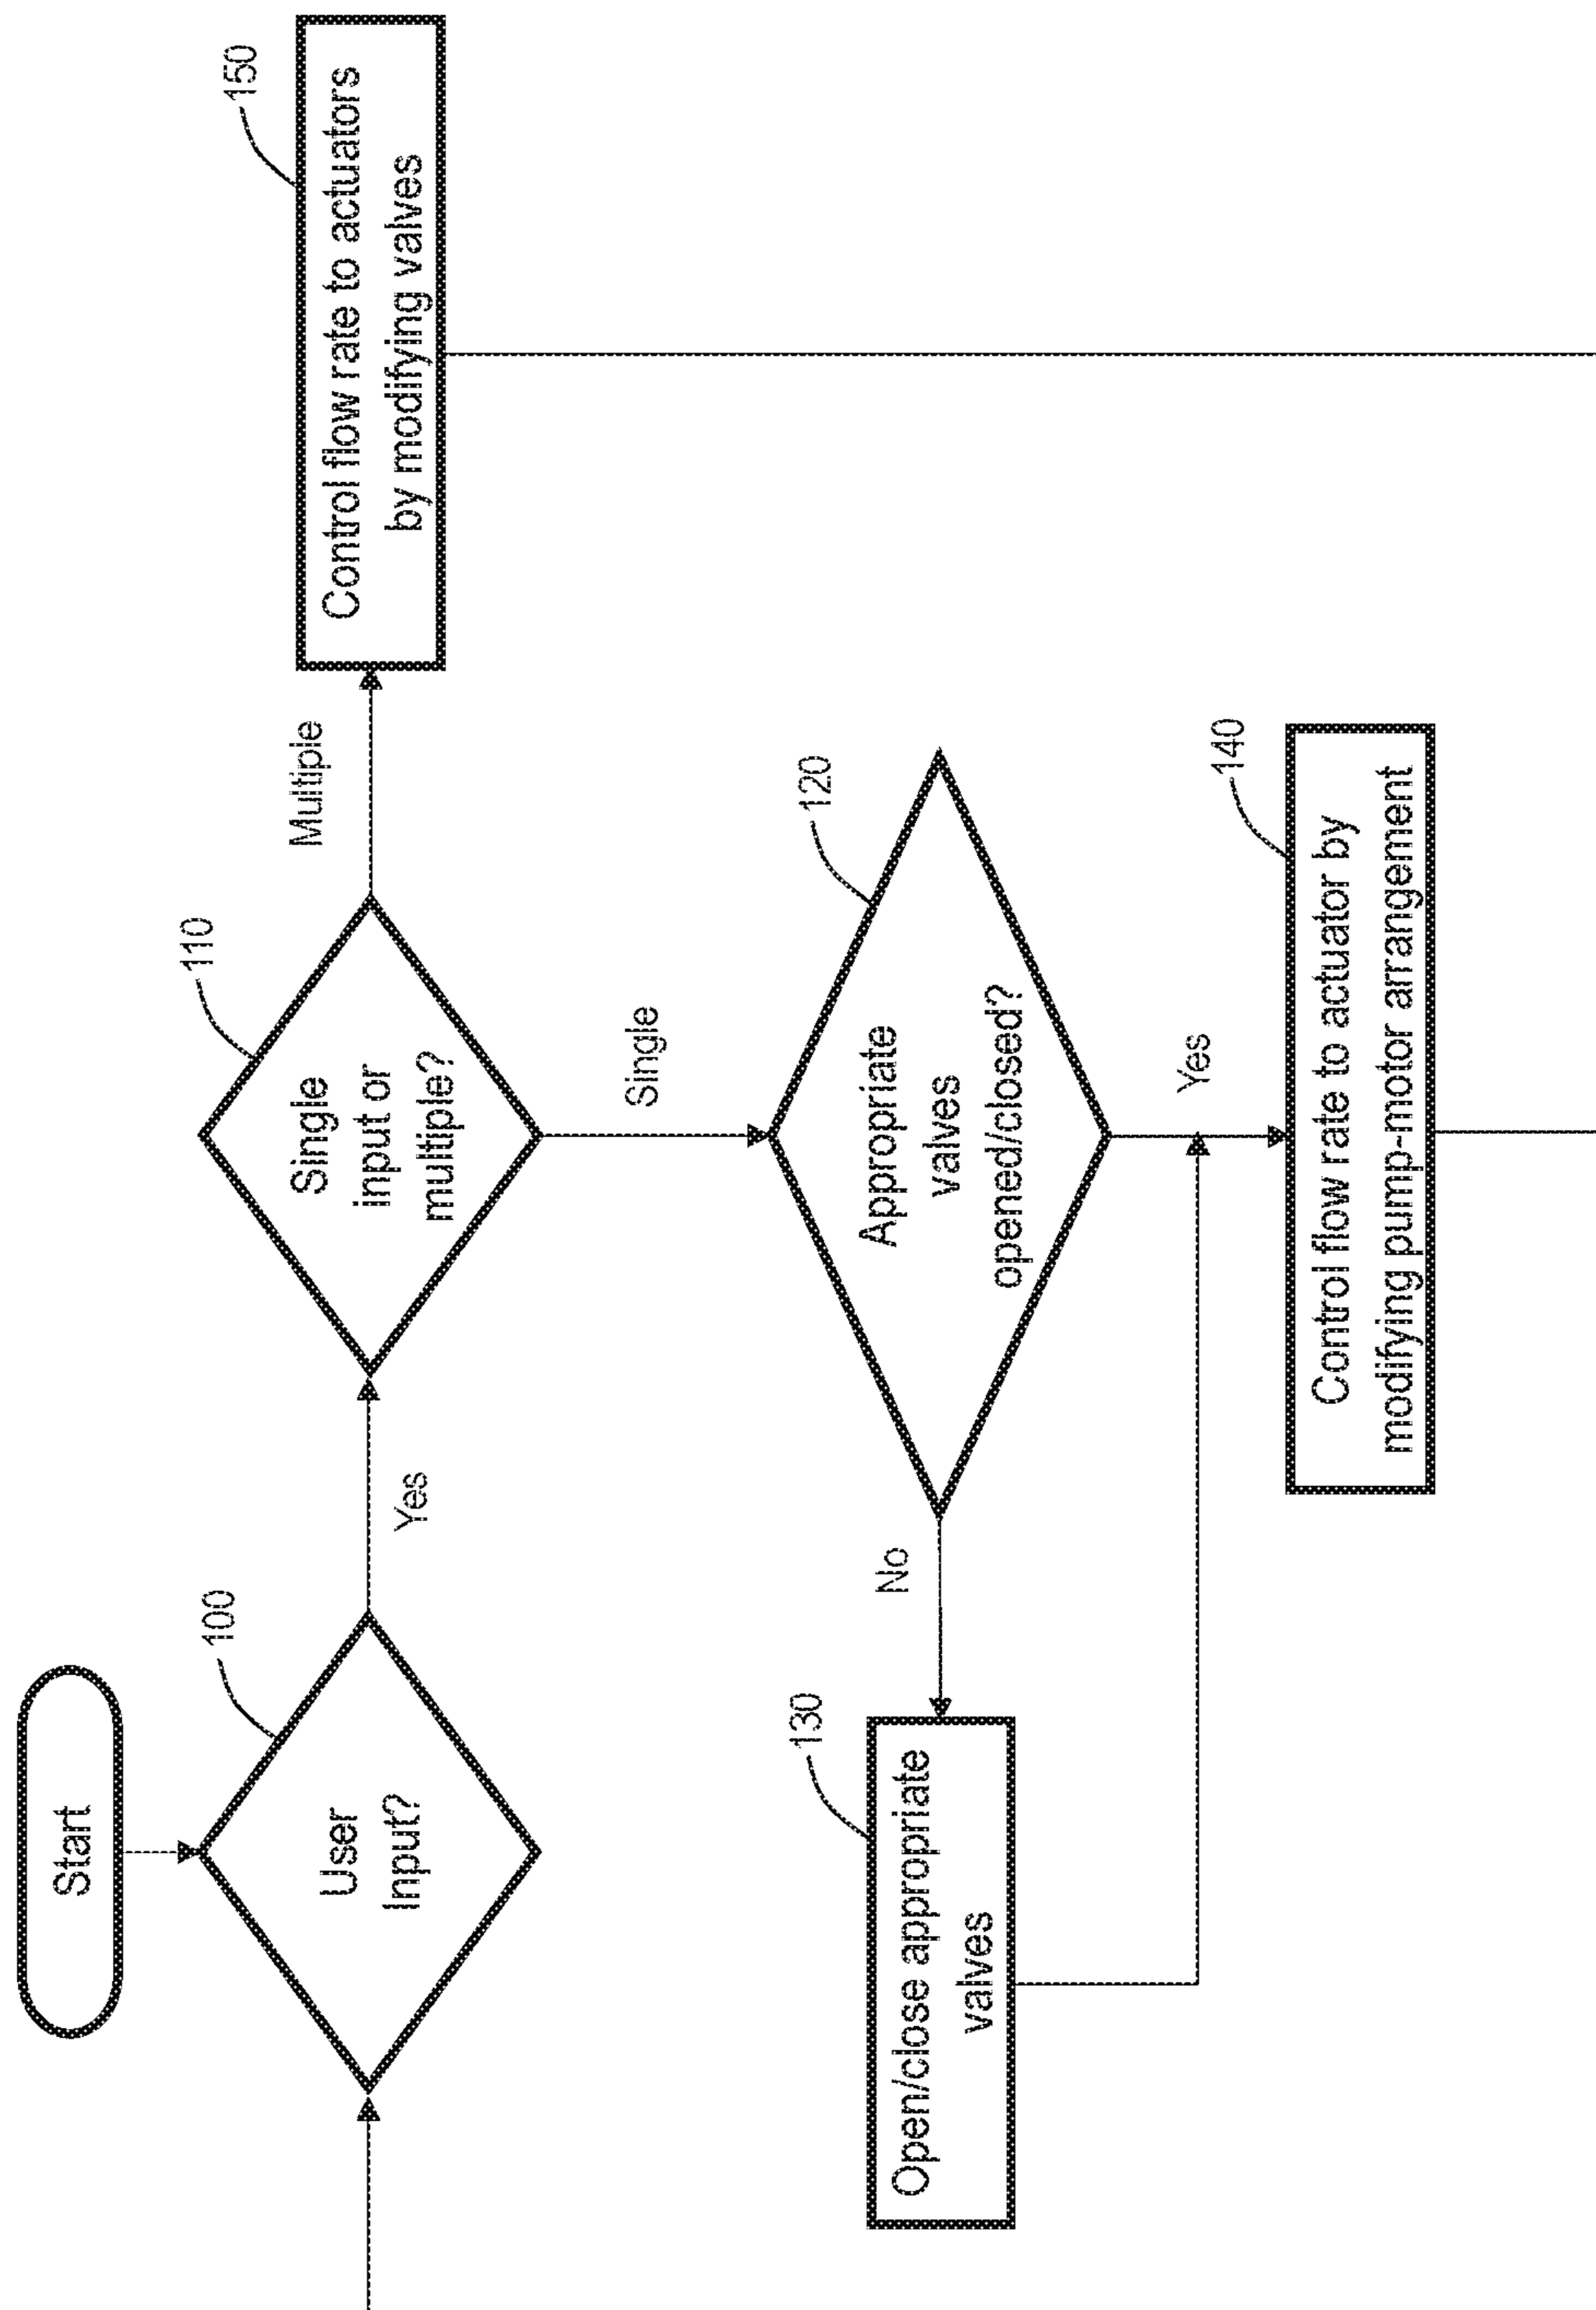 Start
100
User
Input?
Yes
110
Single
input or
multiple?
Multiple
150
Control flow rate to actuators
by modifying valves
Single
120
Appropriate
valves
opened/closed?
No
130
Open/close appropriate
valves
Yes
140
Control flow rate to actuator by
modifying pump-motor arrangement